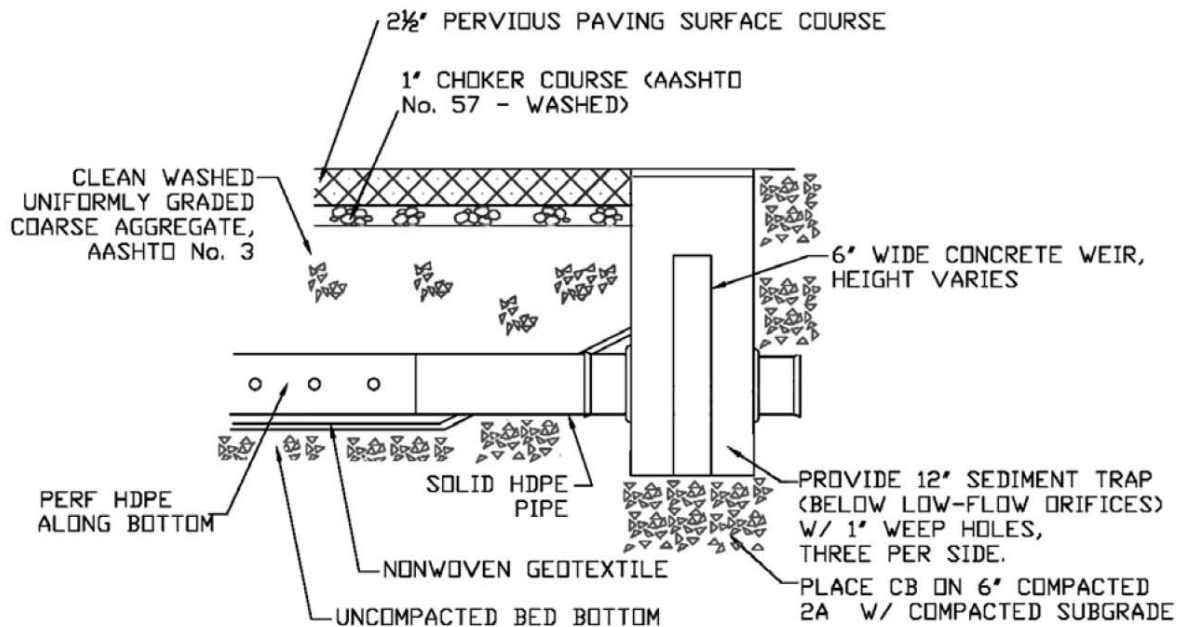 2½" PERVIOUS PAVING SURFACE COURSE
1" CHOKER COURSE (AASHTO
No. 57 - WASHED)
CLEAN WASHED
UNIFORMLY GRADED
COARSE AGGREGATE,
AASHTO No. 3
6" WIDE CONCRETE WEIR,
HEIGHT VARIES
PERF HDPE
ALONG BOTTOM
SOLID HDPE
PIPE
PROVIDE 12" SEDIMENT TRAP
(BELOW LOW-FLOW ORIFICES)
W/ 1" WEEP HOLES,
THREE PER SIDE.
NONWOVEN GEOTEXTILE
PLACE CB ON 6" COMPACTED
2A W/ COMPACTED SUBGRADE
UNCOMPACTED BED BOTTOM